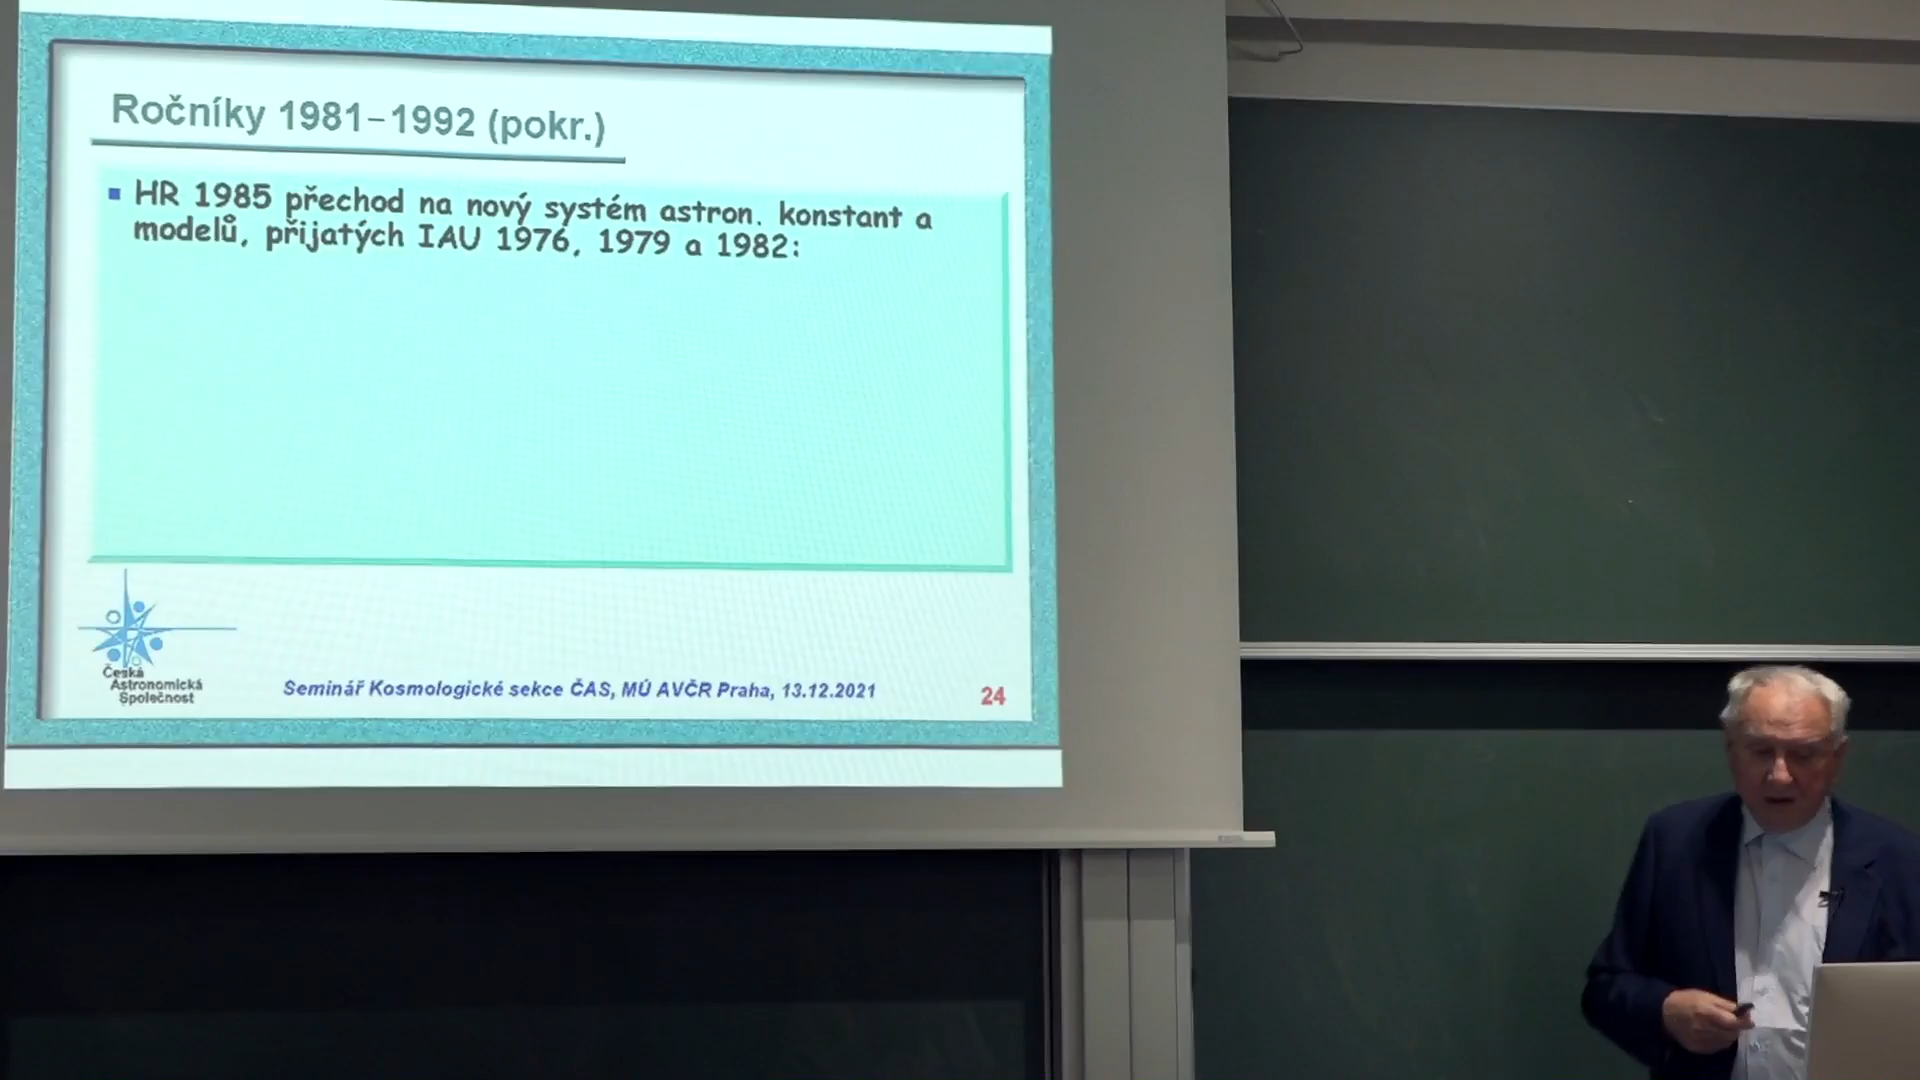 Ročníky 1981–1992 (pokr.)
HR 1985 přechod na nový systém astron. konstant a
modelů, přijatých IAU 1976, 1979 a 1982:
Česká
Astronomická
Společnost
Seminář Kosmologické sekce ČAS, MÚ AVČR Praha, 13.12.2021
24